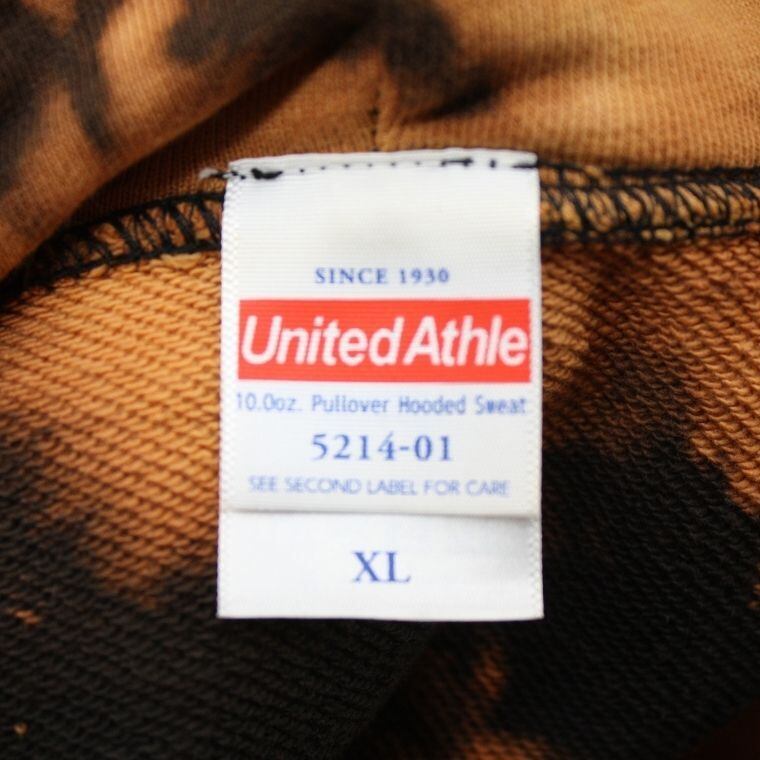 SINCE 1930
United Athle
10.0oz. Pullover Hooded Sweat
5214-01
SEE SECOND LABEL FOR CARE
XL